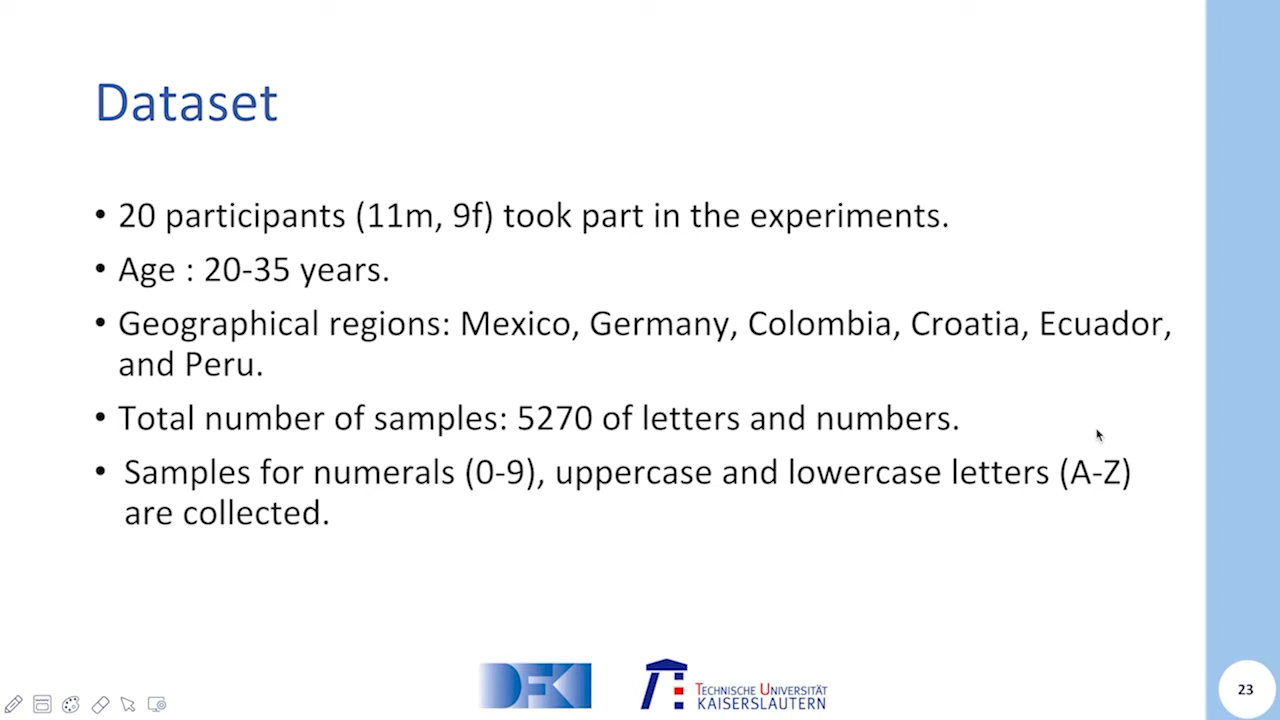 Dataset
• 20 participants (11m, 9f) took part in the experiments.
• Age : 20-35 years.
• Geographical regions: Mexico, Germany, Colombia, Croatia, Ecuador,
and Peru.
• Total number of samples: 5270 of letters and numbers.
• Samples for numerals (0-9), uppercase and lowercase letters (A-Z)
are collected.
DFKI
TECHNISCHE UNIVERSITÄT
KAISERSLAUTERN
23